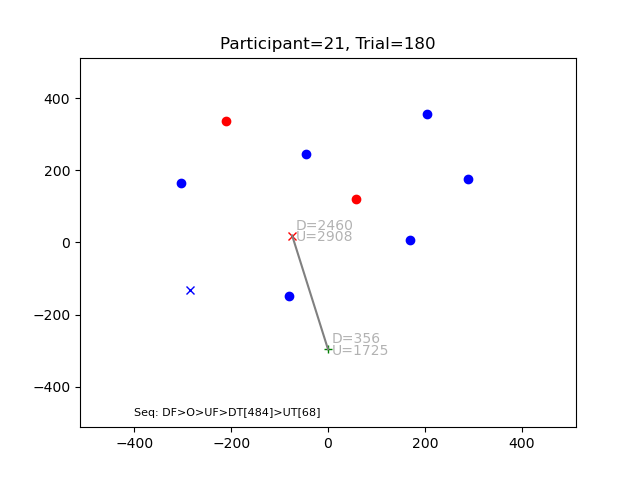 Participant=21, Trial=180
400
200
0
−200
−400
D=2460
U=2908
D=356
U=1725
Seq: DF>O>UF>DT[484]>UT[68]
−400
−200
0
200
400